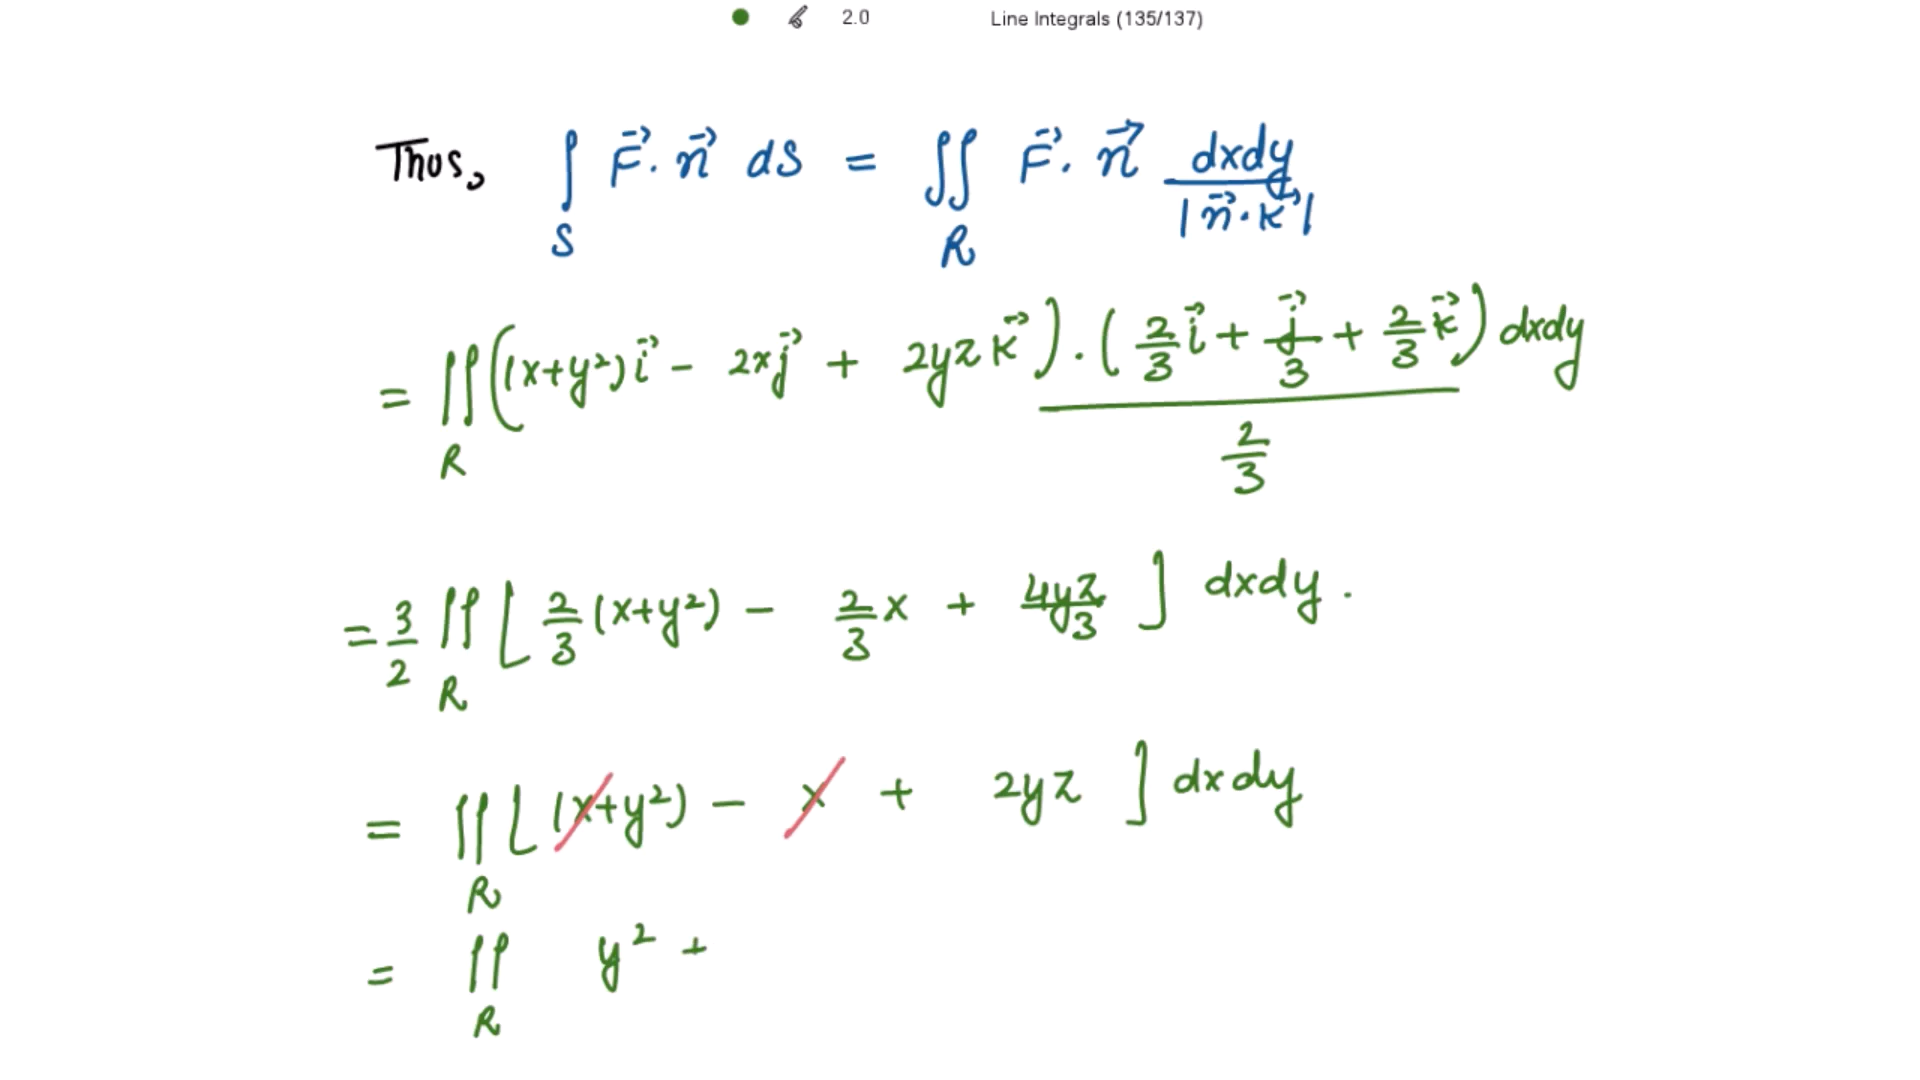 2.0 Line Integrals (135/137)
Thus, ∫_S F⃗ · n⃗ dS = ∬_R F⃗ · n⃗ dxdy / |n⃗ · k⃗|
= ∬_R ((x+y²) i⃗ − 2x j⃗ + 2yz k⃗) · (2/3 i⃗ + j⃗/3 + 2/3 k⃗) dxdy / (2/3)
= 3/2 ∬_R [ 2/3 (x+y²) − 2/3 x + 4yz/3 ] dxdy .
= ∬_R [ (x+y²) − x + 2yz ] dxdy
= ∬_R y² +